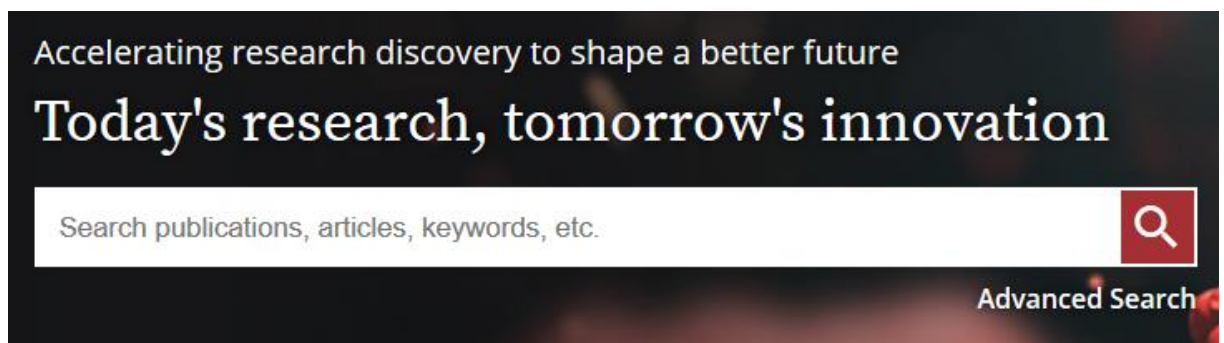 Accelerating research discovery to shape a better future
Today's research, tomorrow's innovation
Search publications, articles, keywords, etc.
Advanced Search